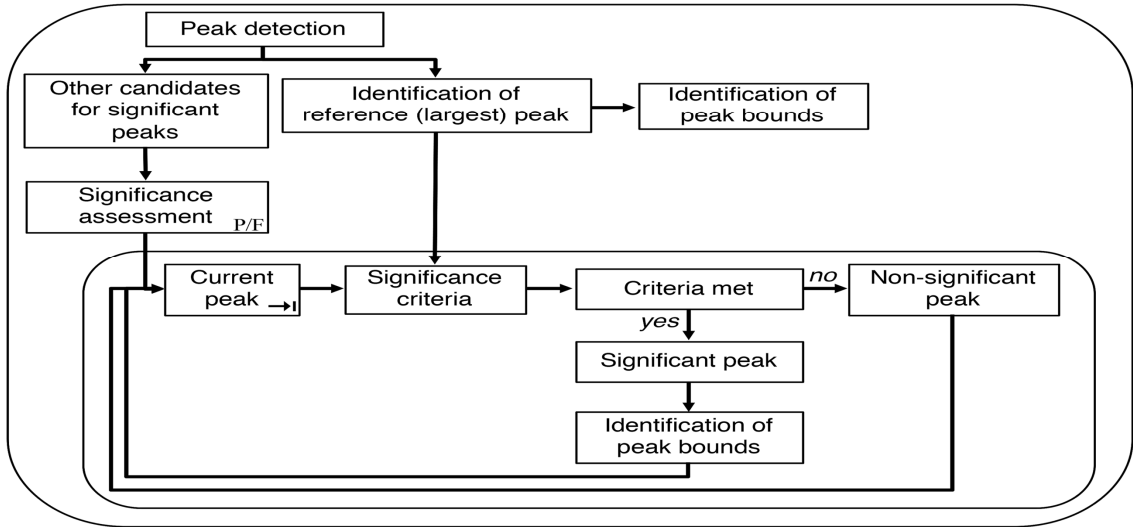 Peak detection
Other candidates
for significant
peaks
Identification of
reference (largest) peak
Identification of
peak bounds
Significance
assessment
P/F
Current
peak
Significance
criteria
Criteria met
no
Non-significant
peak
yes
Significant peak
Identification of
peak bounds